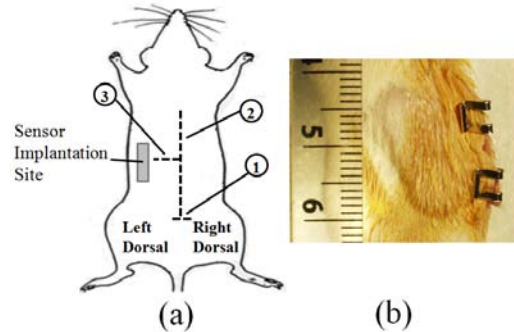 3
2
Sensor
Implantation
Site
1
Left
Dorsal
Right
Dorsal
(a)
5
6
(b)